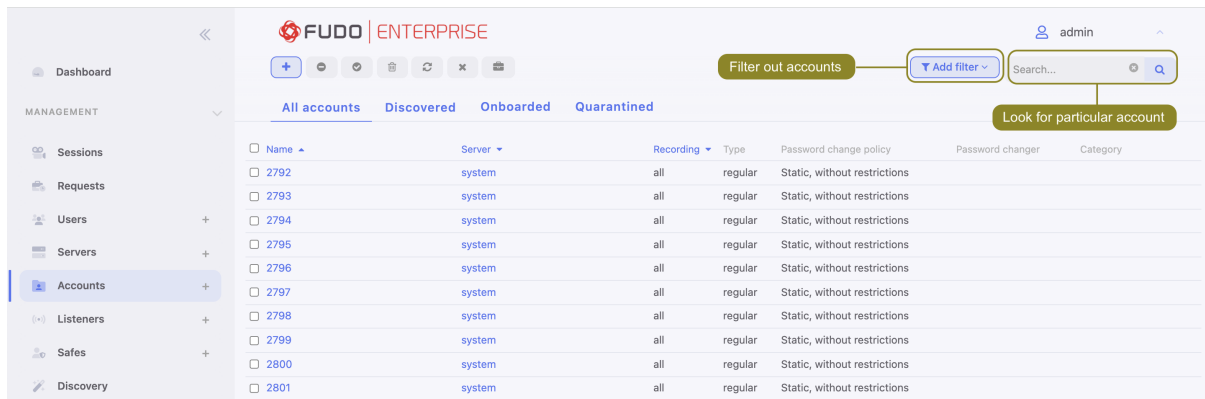 FUDO ENTERPRISE
admin
Dashboard
Filter out accounts
Add filter
Search...
MANAGEMENT
All accounts Discovered Onboarded Quarantined
Look for particular account
Sessions
Requests
Users
Servers
Accounts
Listeners
Safes
Discovery
Name Server Recording Type Password change policy Password changer Category
2792 system all regular Static, without restrictions
2793 system all regular Static, without restrictions
2794 system all regular Static, without restrictions
2795 system all regular Static, without restrictions
2796 system all regular Static, without restrictions
2797 system all regular Static, without restrictions
2798 system all regular Static, without restrictions
2799 system all regular Static, without restrictions
2800 system all regular Static, without restrictions
2801 system all regular Static, without restrictions